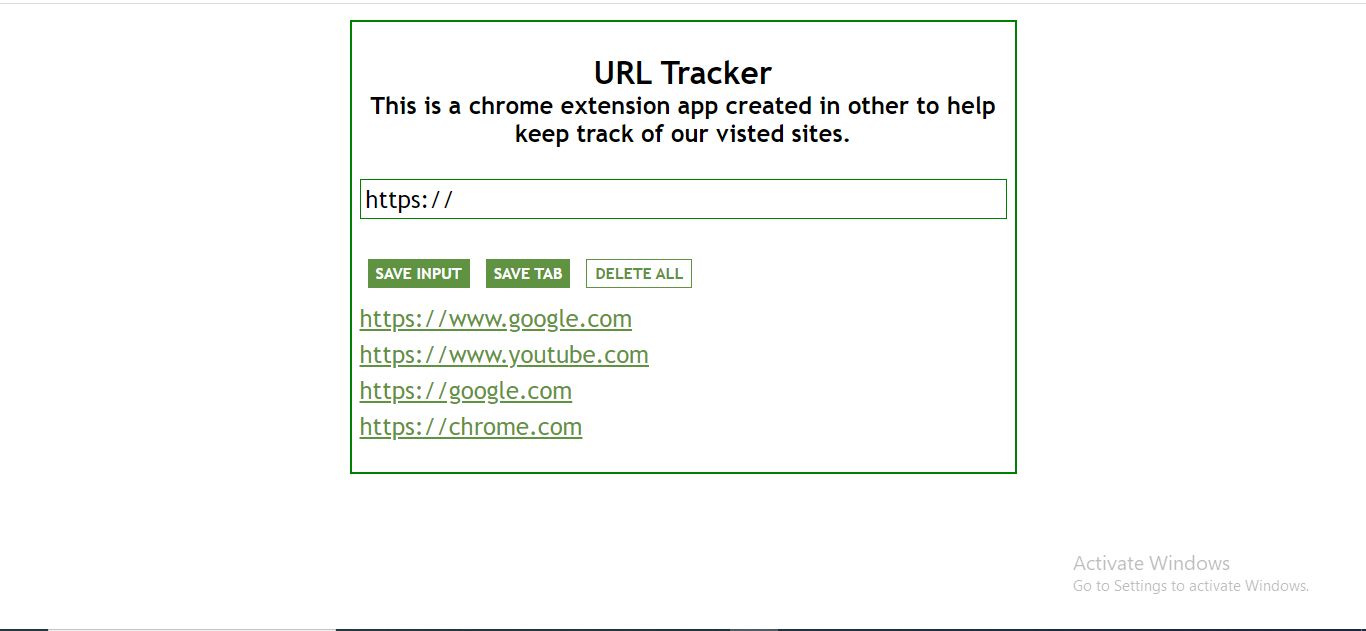 URL Tracker
This is a chrome extension app created in other to help
keep track of our visted sites.
https://
SAVE INPUT SAVE TAB DELETE ALL
https://www.google.com
https://www.youtube.com
https://google.com
https://chrome.com
Activate Windows
Go to Settings to activate Windows.